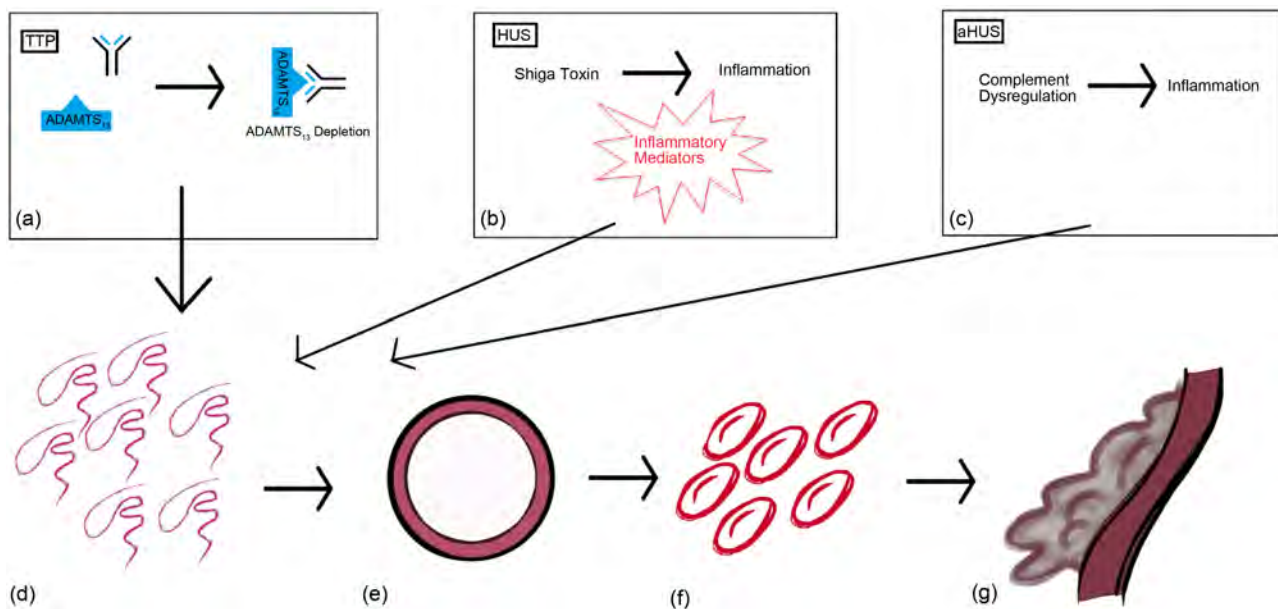 TTP
ADAMTS₁₃
ADAMTS₁₃
ADAMTS₁₃ Depletion
(a)
HUS
Shiga Toxin
Inflammation
Inflammatory
Mediators
(b)
aHUS
Complement
Dysregulation
Inflammation
(c)
(d)
(e)
(f)
(g)